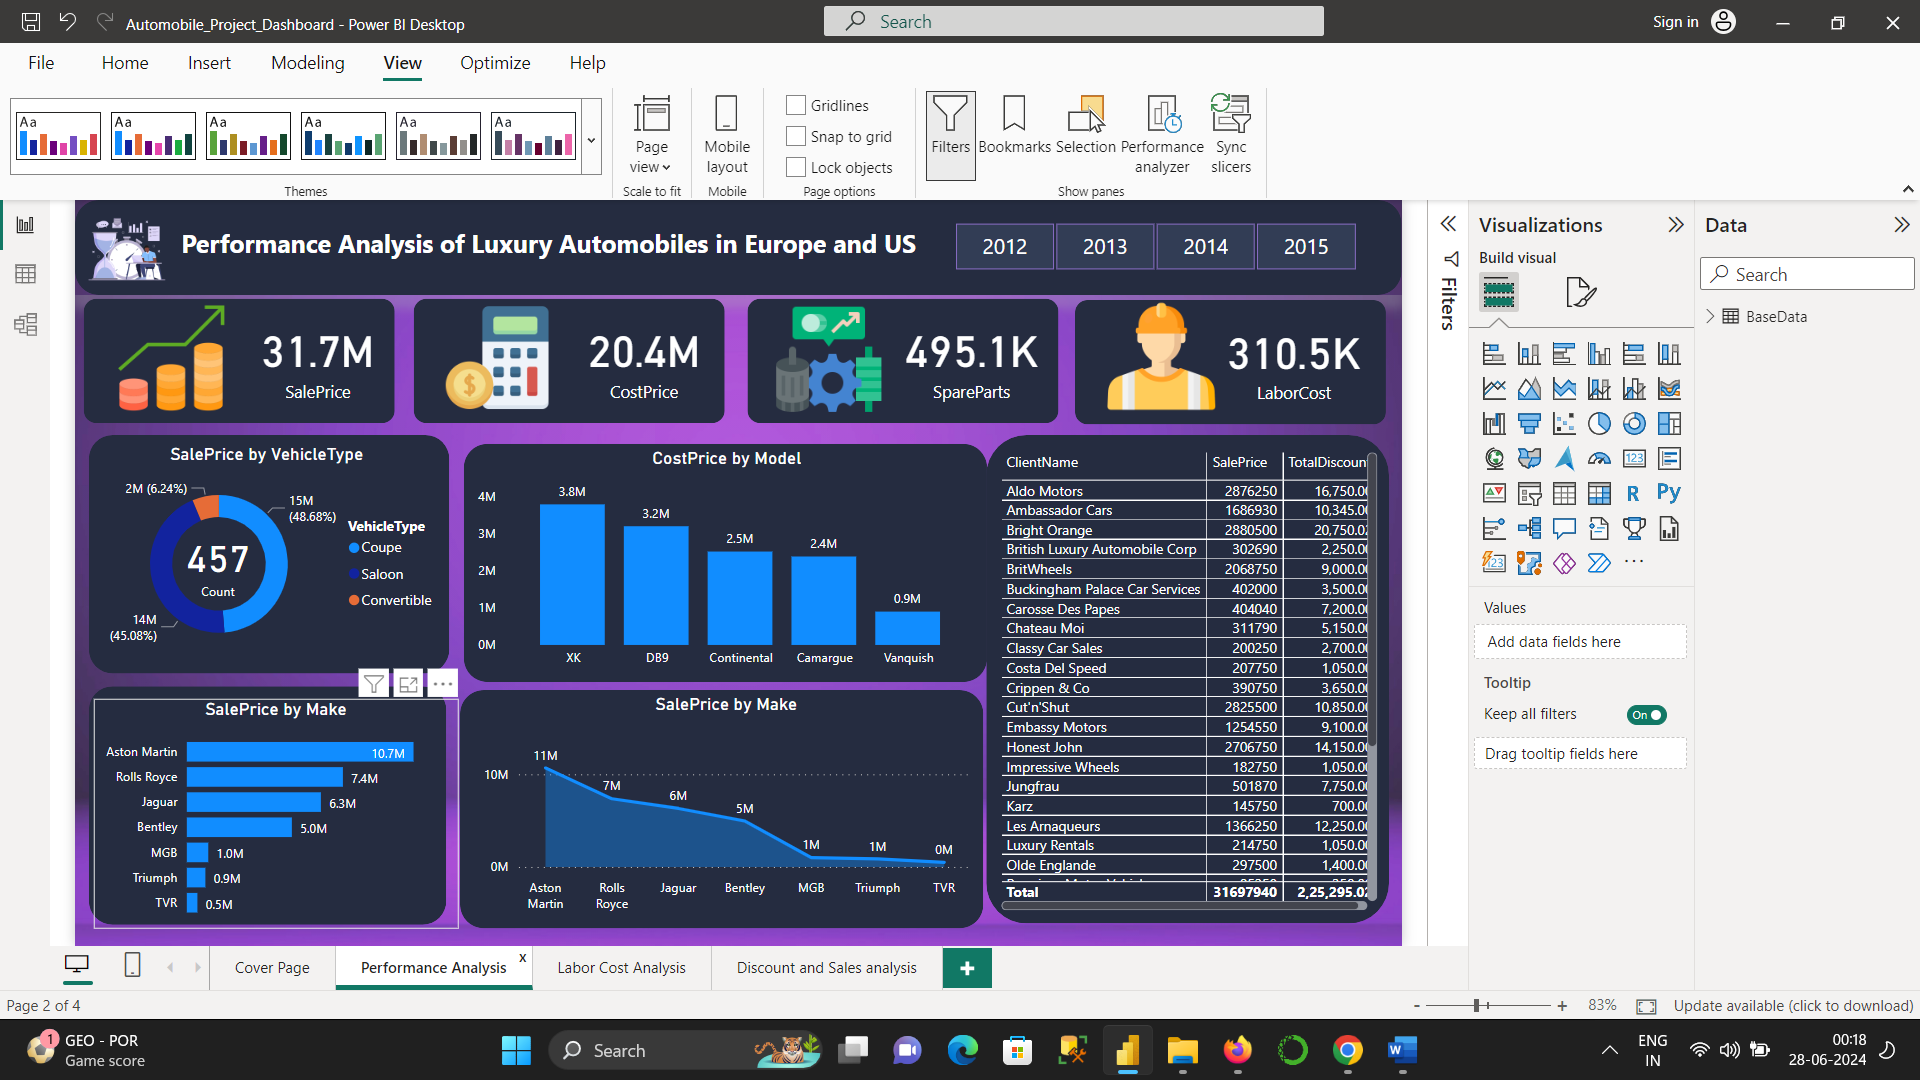 Automobile_Project_Dashboard - Power BI Desktop
Search
Sign in
File Home Insert Modeling View Optimize Help
Aa Aa Aa Aa Aa Aa
Themes
Page view
Scale to fit
Mobile layout
Mobile
Gridlines
Snap to grid
Lock objects
Page options
Filters
Bookmarks
Selection
Performance analyzer
Sync slicers
Show panes
Performance Analysis of Luxury Automobiles in Europe and US
2012 2013 2014 2015
31.7M
SalePrice
20.4M
CostPrice
495.1K
SpareParts
310.5K
LaborCost
SalePrice by VehicleType
2M (6.24%)
15M
(48.68%)
14M
(45.08%)
457
Count
VehicleType
Coupe
Saloon
Convertible
CostPrice by Model
4M
3M
2M
1M
0M
3.8M 3.2M 2.5M 2.4M 0.9M
XK DB9 Continental Camargue Vanquish
SalePrice by Make
Aston Martin 10.7M
Rolls Royce 7.4M
Jaguar 6.3M
Bentley 5.0M
MGB 1.0M
Triumph 0.9M
TVR 0.5M
SalePrice by Make
10M
0M
11M 7M 6M 5M 1M 1M 0M
Aston Martin Rolls Royce Jaguar Bentley MGB Triumph TVR
ClientName SalePrice TotalDiscoun
Aldo Motors 2876250 16,750.0
Ambassador Cars 1686930 10,345.0
Bright Orange 2880500 20,750.0
British Luxury Automobile Corp 302690 2,250.0
BritWheels 2068750 9,000.0
Buckingham Palace Car Services 402000 3,500.0
Carosse Des Papes 404040 7,200.0
Chateau Moi 311790 5,150.0
Classy Car Sales 200250 2,700.0
Costa Del Speed 207750 1,050.0
Crippen & Co 390750 3,650.0
Cut'n'Shut 2825500 10,850.0
Embassy Motors 1254550 9,100.0
Honest John 2706750 14,150.0
Impressive Wheels 182750 1,050.0
Jungfrau 501870 7,750.0
Karz 145750 700.0
Les Arnaqueurs 1366250 12,250.0
Luxury Rentals 214750 1,050.0
Olde Englande 297500 1,400.0
Total 31697940 2,25,295.0
Filters
Visualizations
Build visual
123
R Py
123
Values
Add data fields here
Tooltip
Keep all filters
On
Drag tooltip fields here
Data
Search
BaseData
Cover Page
Performance Analysis x
Labor Cost Analysis
Discount and Sales analysis
+
Page 2 of 4
- + 83%
Update available (click to download)
1
GEO - POR
Game score
Search
ENG
IN
00:18
28-06-2024